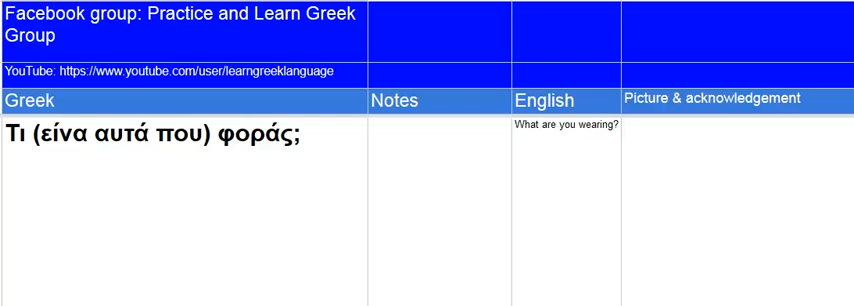 Facebook group: Practice and Learn Greek
Group
YouTube: https://www.youtube.com/user/learngreeklanguage
Greek Notes English Picture & acknowledgement
Τι (είνα αυτά που) φοράς; What are you wearing?